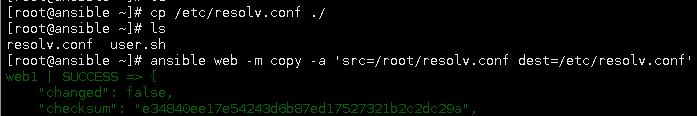 [root@ansible ~]# cp /etc/resolv.conf ./
[root@ansible ~]# ls
resolv.conf  user.sh
[root@ansible ~]# ansible web -m copy -a 'src=/root/resolv.conf dest=/etc/resolv.conf'
web1 | SUCCESS => {
    "changed": false,
    "checksum": "e34840ee17e54243d6b87ed17527321b2c2dc29a",